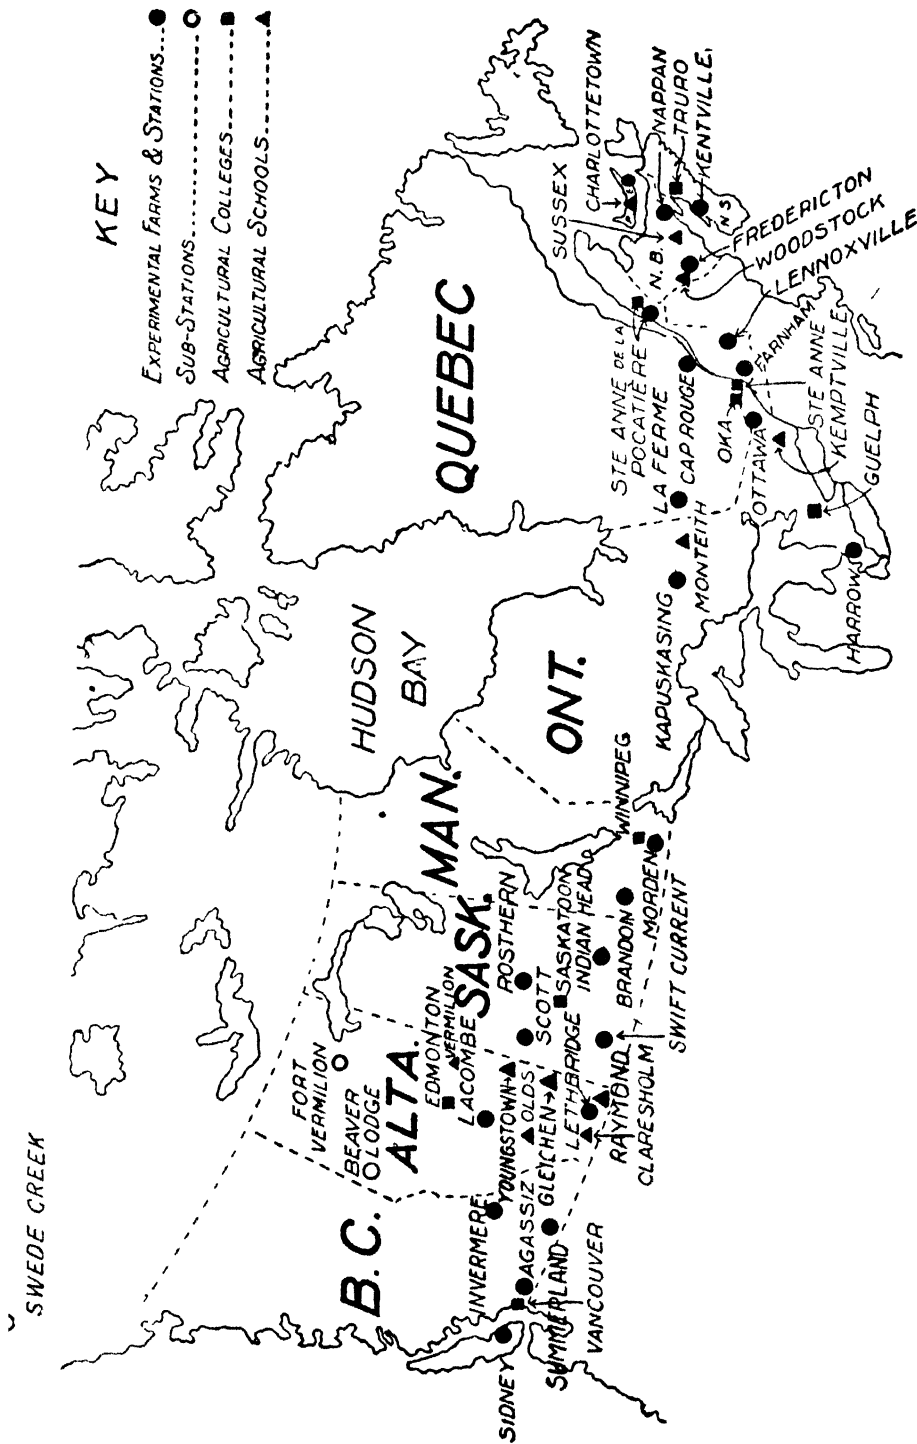 KEY
EXPERIMENTAL FARMS & STATIONS...
SUB-STATIONS...................
AGRICULTURAL COLLEGES.......
AGRICULTURAL SCHOOLS.........
SWEDE CREEK
HUDSON
BAY
QUEBEC
ONT.
MAN.
SASK.
ALTA.
B.C.
N.B.
N S
FORT
VERMILION
BEAVER
LODGE
EDMONTON
VERMILION
LACOMBE
YOUNGSTOWN
OLDS
GLEICHEN
LETHBRIDGE
RAYMOND
CLARESHOLM
INVERMERE
AGASSIZ
SUMMERLAND
VANCOUVER
SIDNEY
ROSTHERN
SCOTT
SASKATOON
INDIAN HEAD
SWIFT CURRENT
BRANDON
MORDEN
WINNIPEG
KAPUSKASING
MONTEITH
LA FERME
CAP ROUGE
STE ANNE DE LA
POCATIÈRE
OKA
OTTAWA
FARNHAM
STE ANNE
KEMPTVILLE
GUELPH
HARROW
SUSSEX
CHARLOTTETOWN
NAPPAN
TRURO
KENTVILLE,
FREDERICTON
WOODSTOCK
LENNOXVILLE